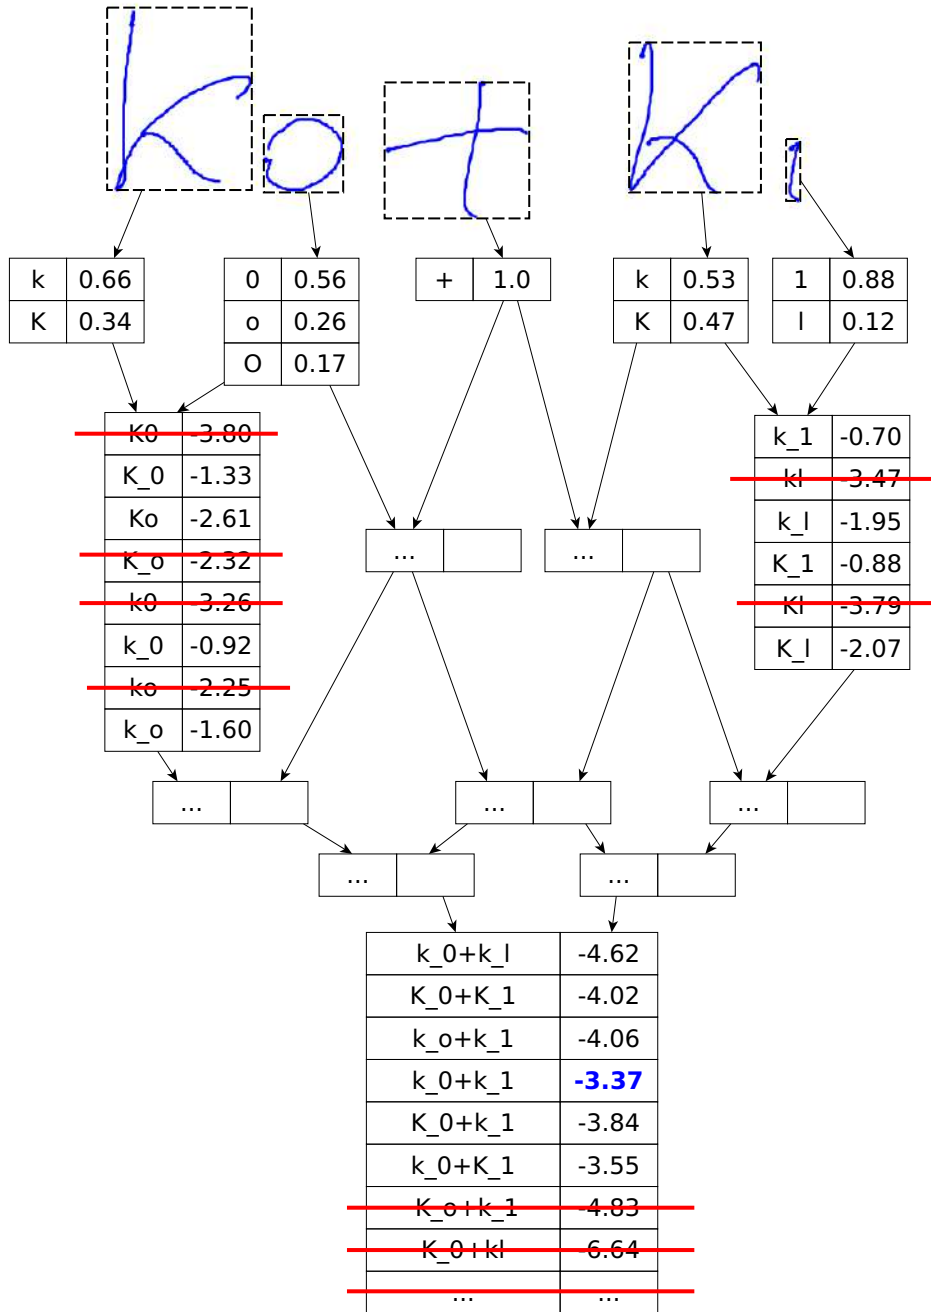 k o + k 1
k 0.66
K 0.34
0 0.56
o 0.26
O 0.17
+ 1.0
k 0.53
K 0.47
1 0.88
l 0.12
K0 -3.80
K_0 -1.33
Ko -2.61
K_o -2.32
k0 -3.26
k_0 -0.92
ko -2.25
k_o -1.60
...
...
k_1 -0.70
kl -3.47
k_l -1.95
K_1 -0.88
Kl -3.79
K_l -2.07
...
...
...
...
...
k_0+k_l -4.62
K_0+K_1 -4.02
k_o+k_1 -4.06
k_0+k_1 -3.37
K_0+k_1 -3.84
k_0+K_1 -3.55
K_o+k_1 -4.83
K_0+kl -6.64
... ...